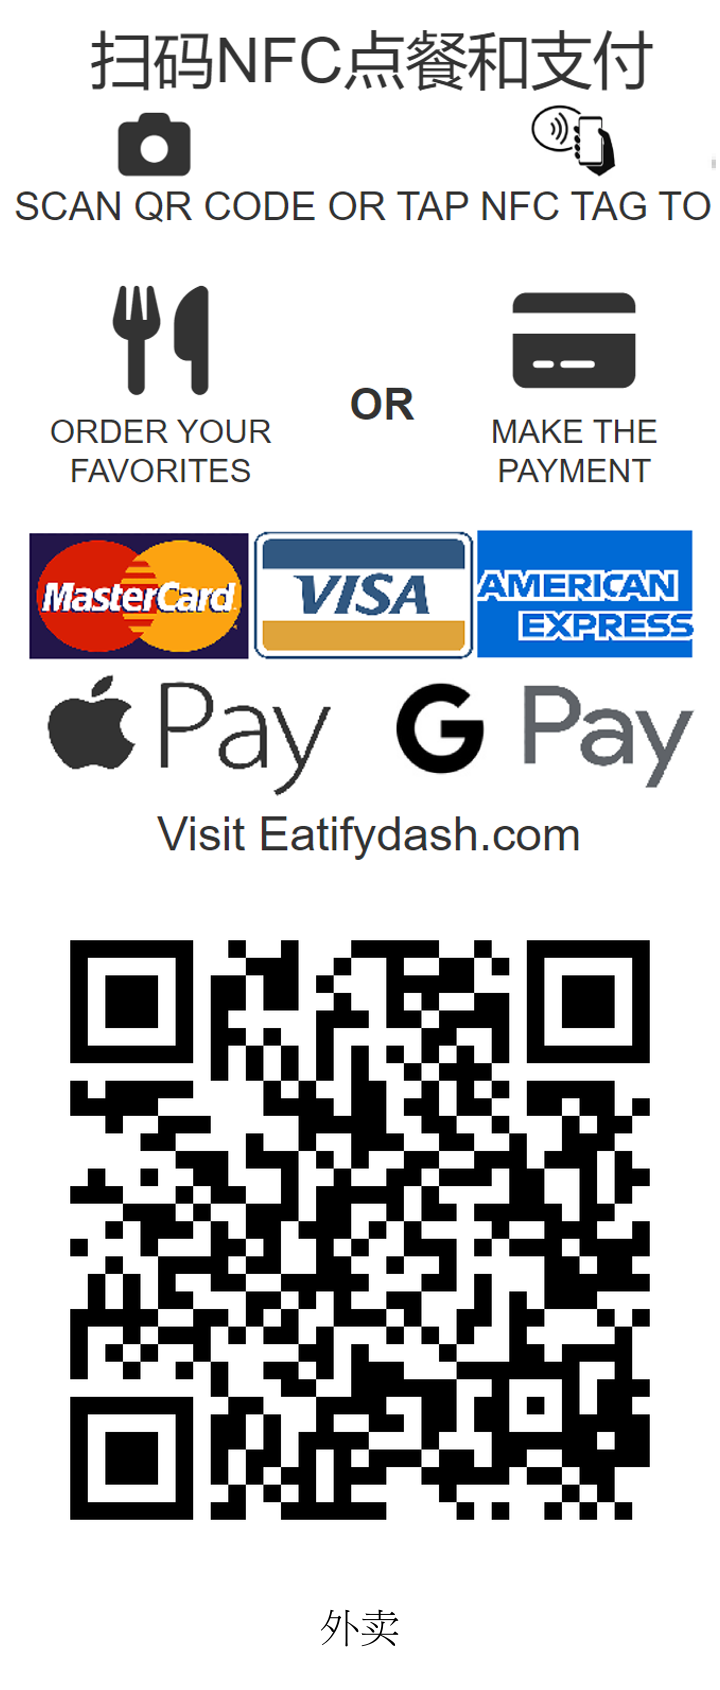 扫码NFC点餐和支付
SCAN QR CODE OR TAP NFC TAG TO
ORDER YOUR
FAVORITES
OR
MAKE THE
PAYMENT
MasterCard
VISA
AMERICAN
EXPRESS
Pay
G Pay
Visit Eatifydash.com
外卖